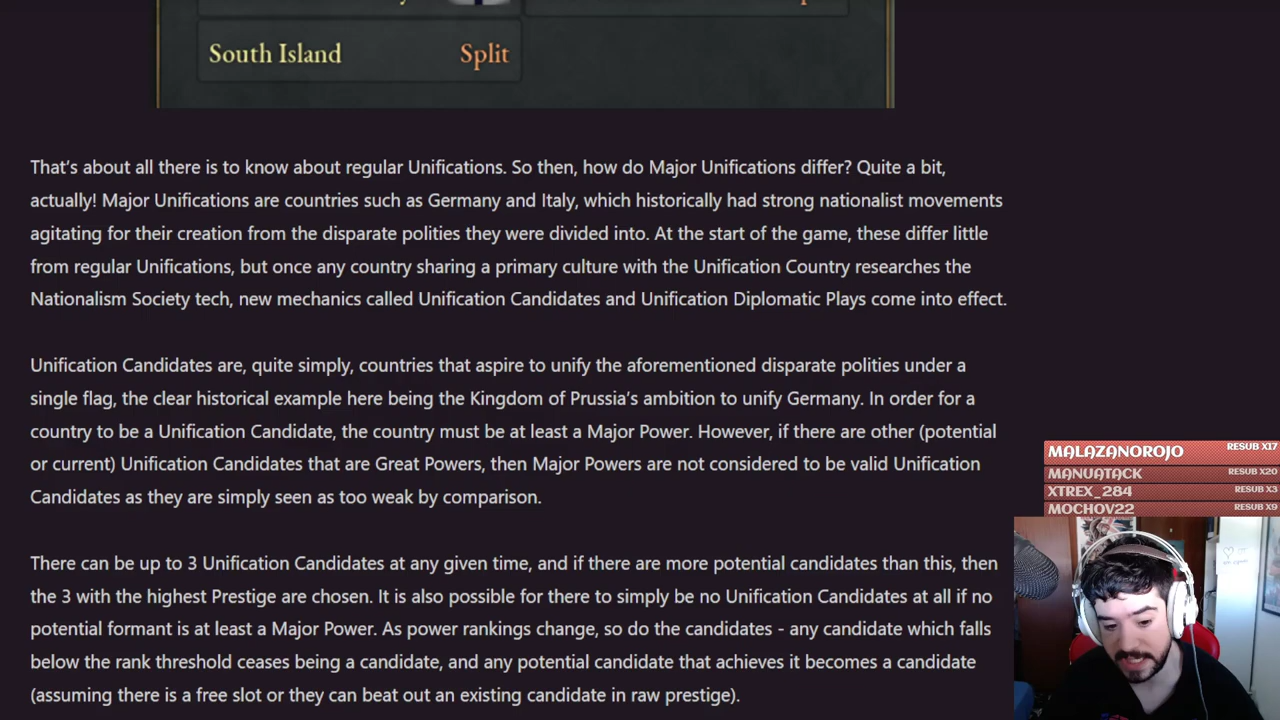 South Island Split
That's about all there is to know about regular Unifications. So then, how do Major Unifications differ? Quite a bit,
actually! Major Unifications are countries such as Germany and Italy, which historically had strong nationalist movements
agitating for their creation from the disparate polities they were divided into. At the start of the game, these differ little
from regular Unifications, but once any country sharing a primary culture with the Unification Country researches the
Nationalism Society tech, new mechanics called Unification Candidates and Unification Diplomatic Plays come into effect.
Unification Candidates are, quite simply, countries that aspire to unify the aforementioned disparate polities under a
single flag, the clear historical example here being the Kingdom of Prussia's ambition to unify Germany. In order for a
country to be a Unification Candidate, the country must be at least a Major Power. However, if there are other (potential
or current) Unification Candidates that are Great Powers, then Major Powers are not considered to be valid Unification
Candidates as they are simply seen as too weak by comparison.
There can be up to 3 Unification Candidates at any given time, and if there are more potential candidates than this, then
the 3 with the highest Prestige are chosen. It is also possible for there to simply be no Unification Candidates at all if no
potential formant is at least a Major Power. As power rankings change, so do the candidates - any candidate which falls
below the rank threshold ceases being a candidate, and any potential candidate that achieves it becomes a candidate
(assuming there is a free slot or they can beat out an existing candidate in raw prestige).
MALAZANOROJO RESUB X17
MANUATACK RESUB X20
XTREX_284 RESUB X3
MOCHOV22 RESUB X9